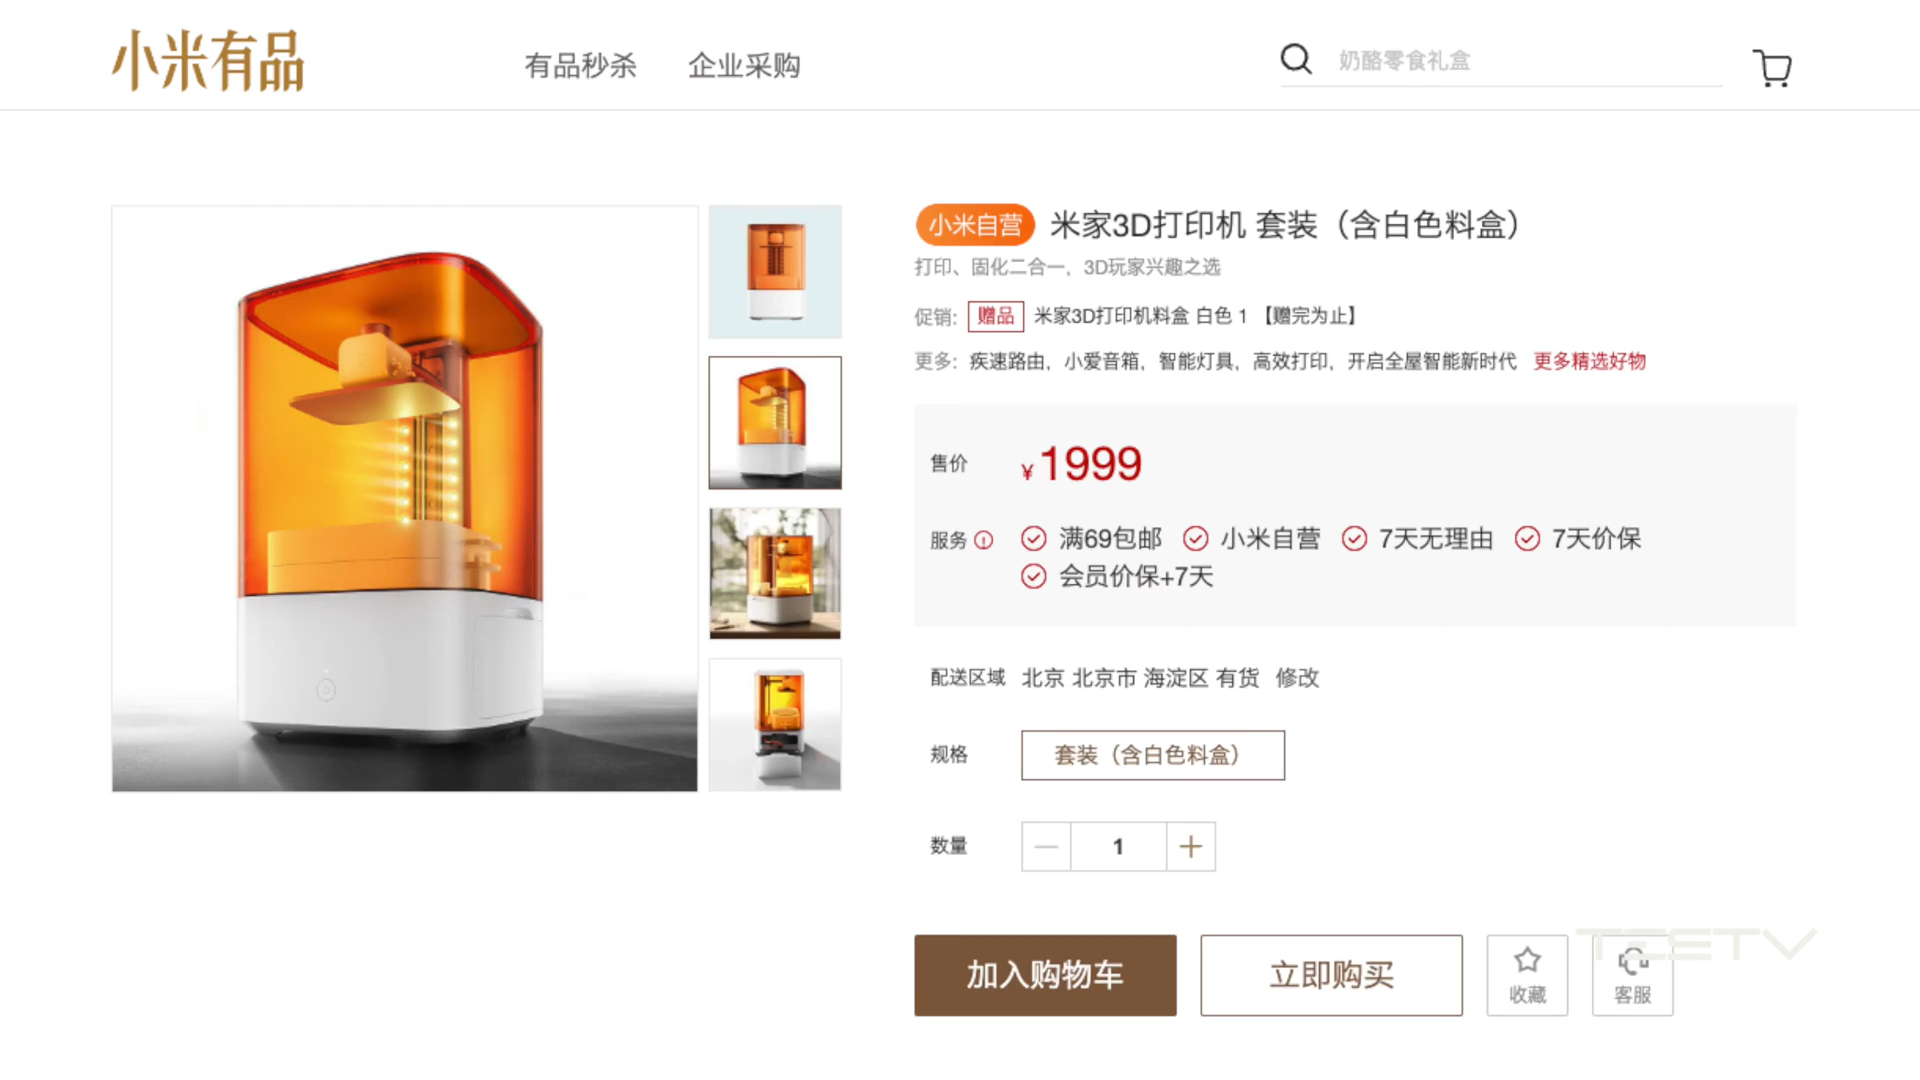 小米有品
有品秒杀 企业采购
奶酪零食礼盒
小米自营 米家3D打印机 套装（含白色料盒）
打印、固化二合一，3D玩家兴趣之选
促销: 赠品 米家3D打印机料盒 白色 1 【赠完为止】
更多: 疾速路由，小爱音箱，智能灯具，高效打印，开启全屋智能新时代 更多精选好物
售价 ¥ 1999
服务 满69包邮 小米自营 7天无理由 7天价保
会员价保+7天
配送区域 北京 北京市 海淀区 有货 修改
规格 套装（含白色料盒）
数量 — 1 +
加入购物车 立即购买 收藏 客服
TESTV